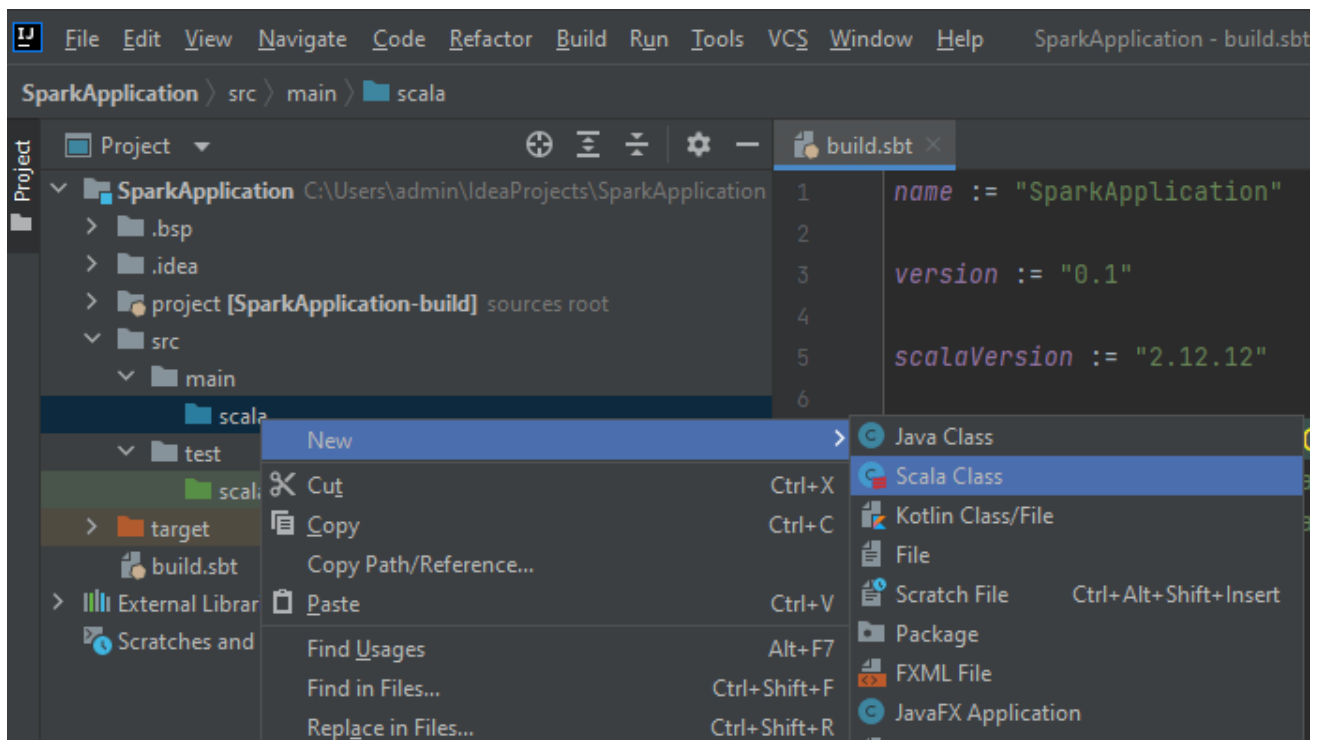 IJ File Edit View Navigate Code Refactor Build Run Tools VCS Window Help SparkApplication - build.sbt
SparkApplication src main scala
Project
Project
build.sbt
SparkApplication C:\Users\admin\IdeaProjects\SparkApplication
.bsp
.idea
project [SparkApplication-build] sources root
src
main
scala
test
scala
target
build.sbt
External Librar
Scratches and
1 name := "SparkApplication"
2
3 version := "0.1"
4
5 scalaVersion := "2.12.12"
6
New
Cut Ctrl+X
Copy Ctrl+C
Copy Path/Reference...
Paste Ctrl+V
Find Usages Alt+F7
Find in Files... Ctrl+Shift+F
Replace in Files... Ctrl+Shift+R
Java Class
Scala Class
Kotlin Class/File
File
Scratch File Ctrl+Alt+Shift+Insert
Package
FXML File
JavaFX Application